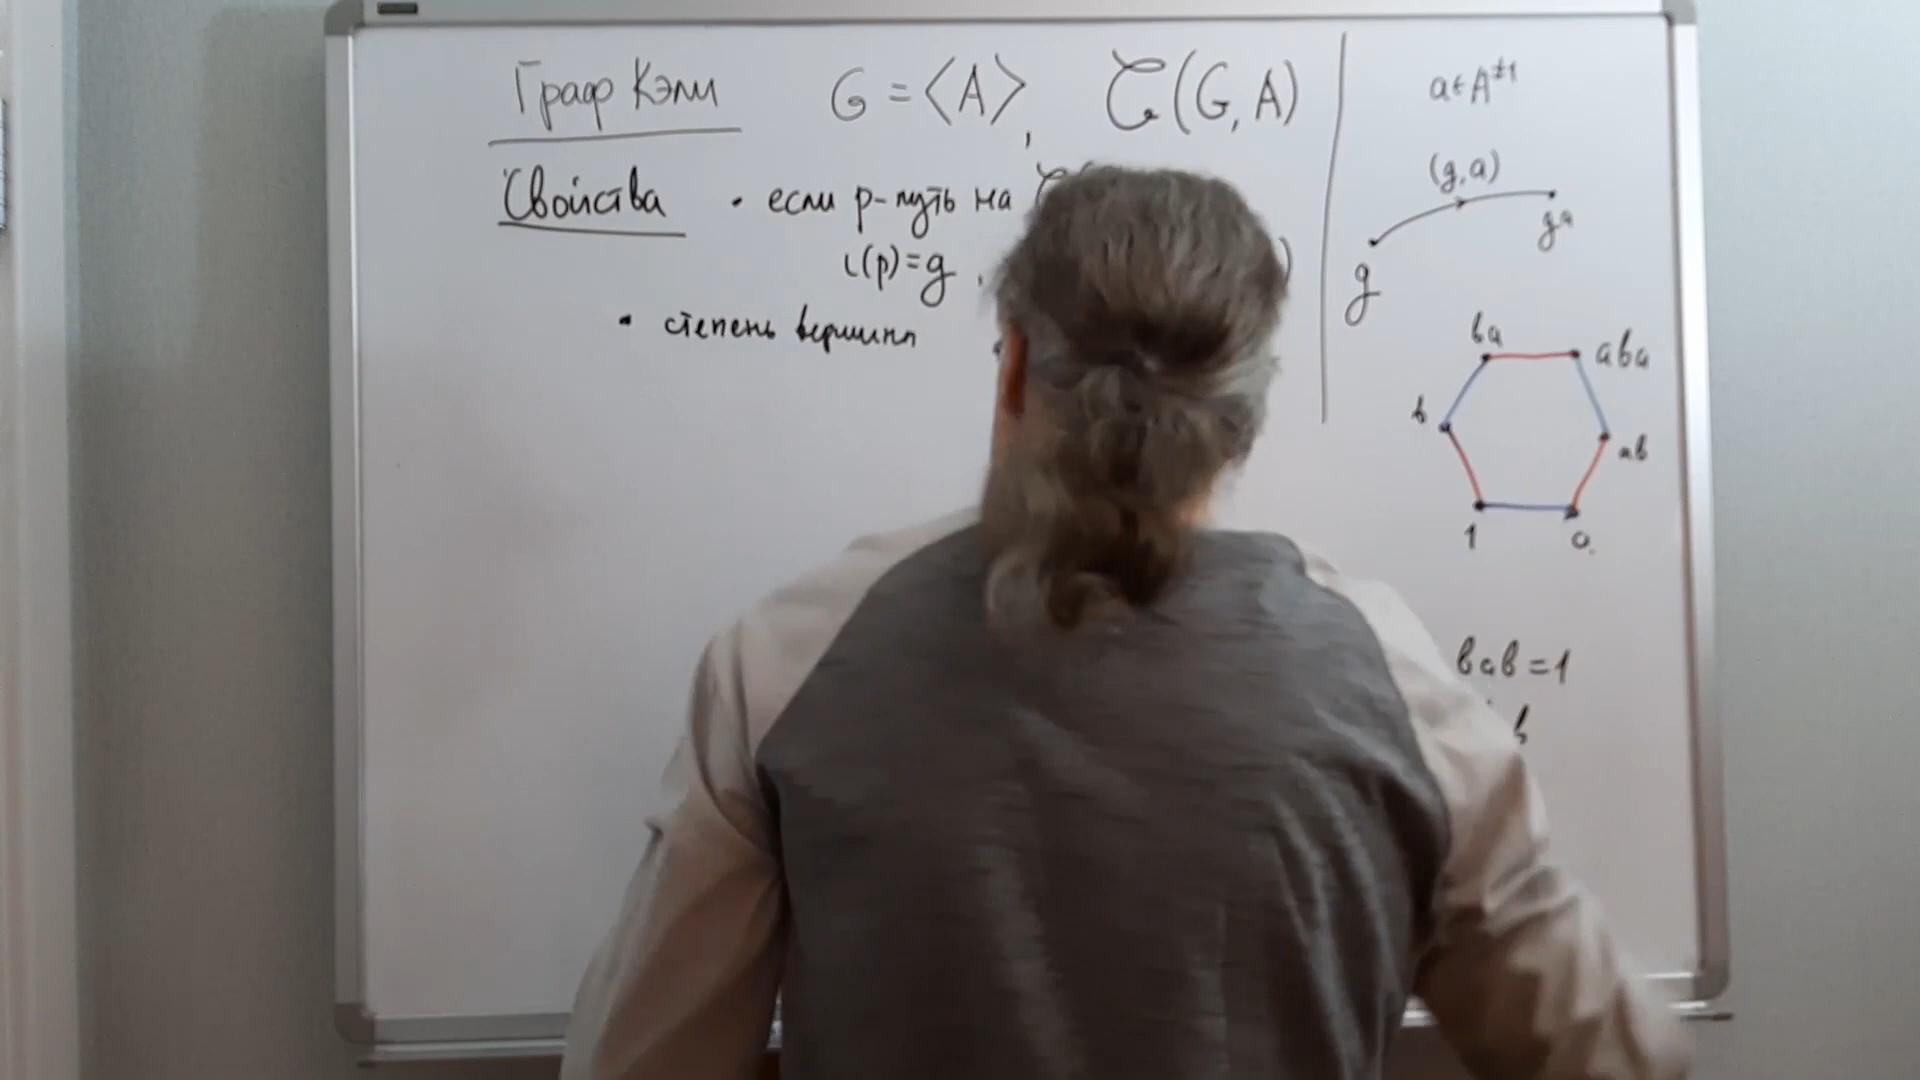 Граф Кэли G = ⟨A⟩, Г(G, A)
Свойства • если p-путь на
ι(p)=g ,
• степень вершины
a ∈ A^{±1}
(g, a)
g ga
ba aba
b ab
1 a
bab=1
b